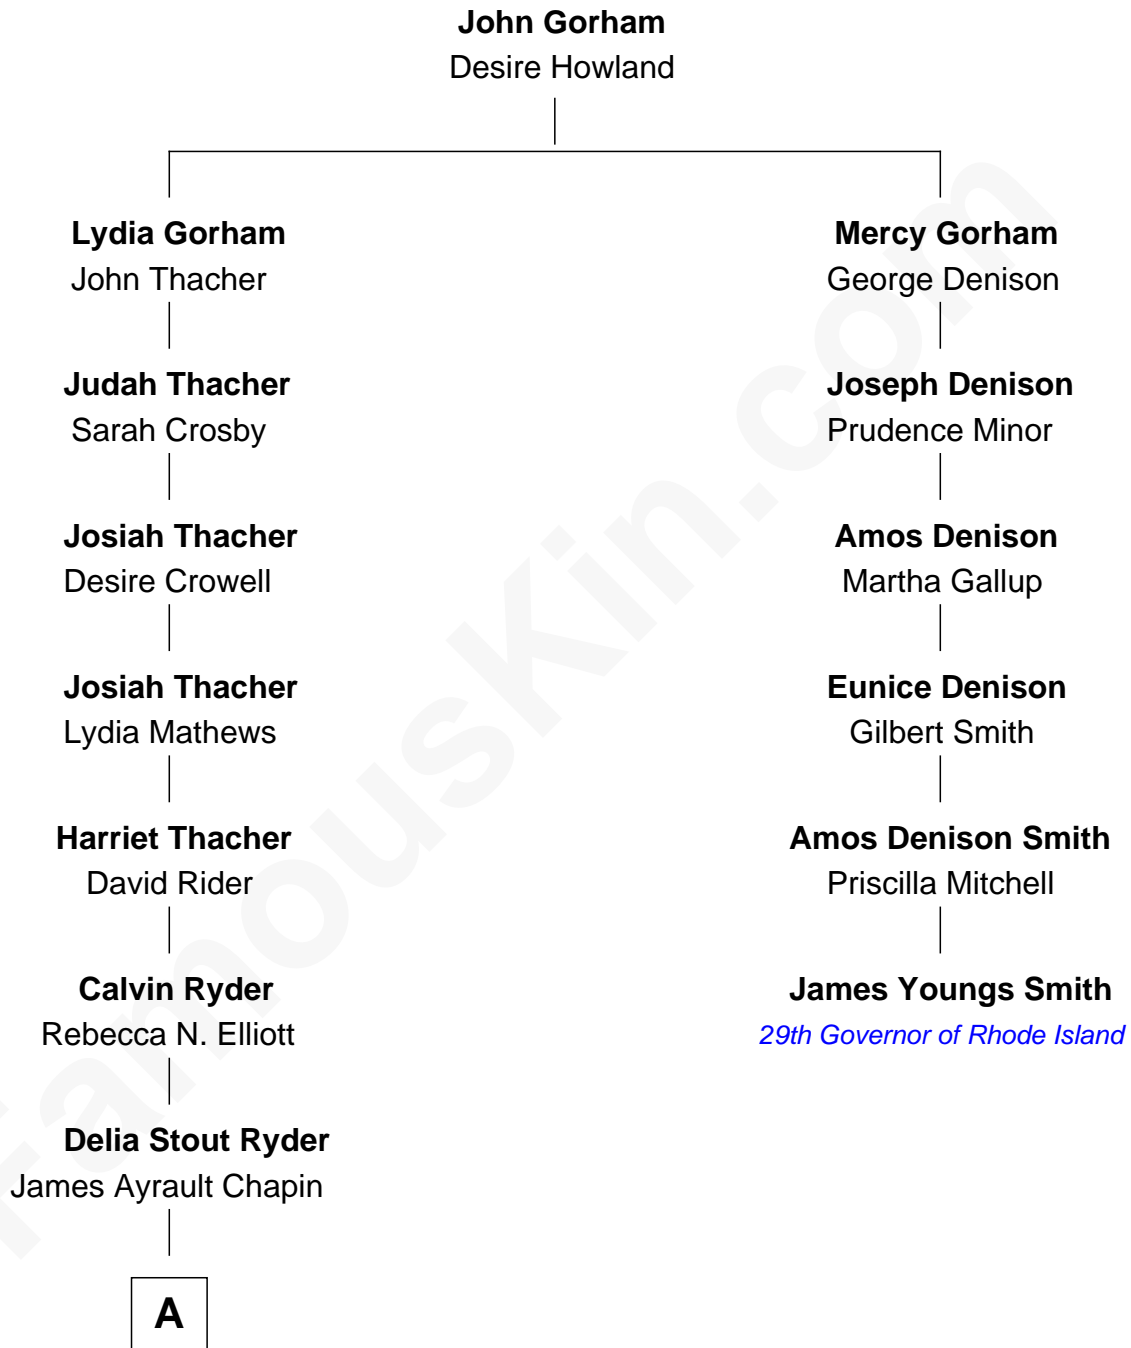 John Gorham
Desire Howland
Lydia Gorham
John Thacher
Mercy Gorham
George Denison
Judah Thacher
Sarah Crosby
Joseph Denison
Prudence Minor
Josiah Thacher
Desire Crowell
Amos Denison
Martha Gallup
Josiah Thacher
Lydia Mathews
Eunice Denison
Gilbert Smith
Harriet Thacher
David Rider
Amos Denison Smith
Priscilla Mitchell
Calvin Ryder
Rebecca N. Elliott
James Youngs Smith
29th Governor of Rhode Island
Delia Stout Ryder
James Ayrault Chapin
A
FamousKin.com